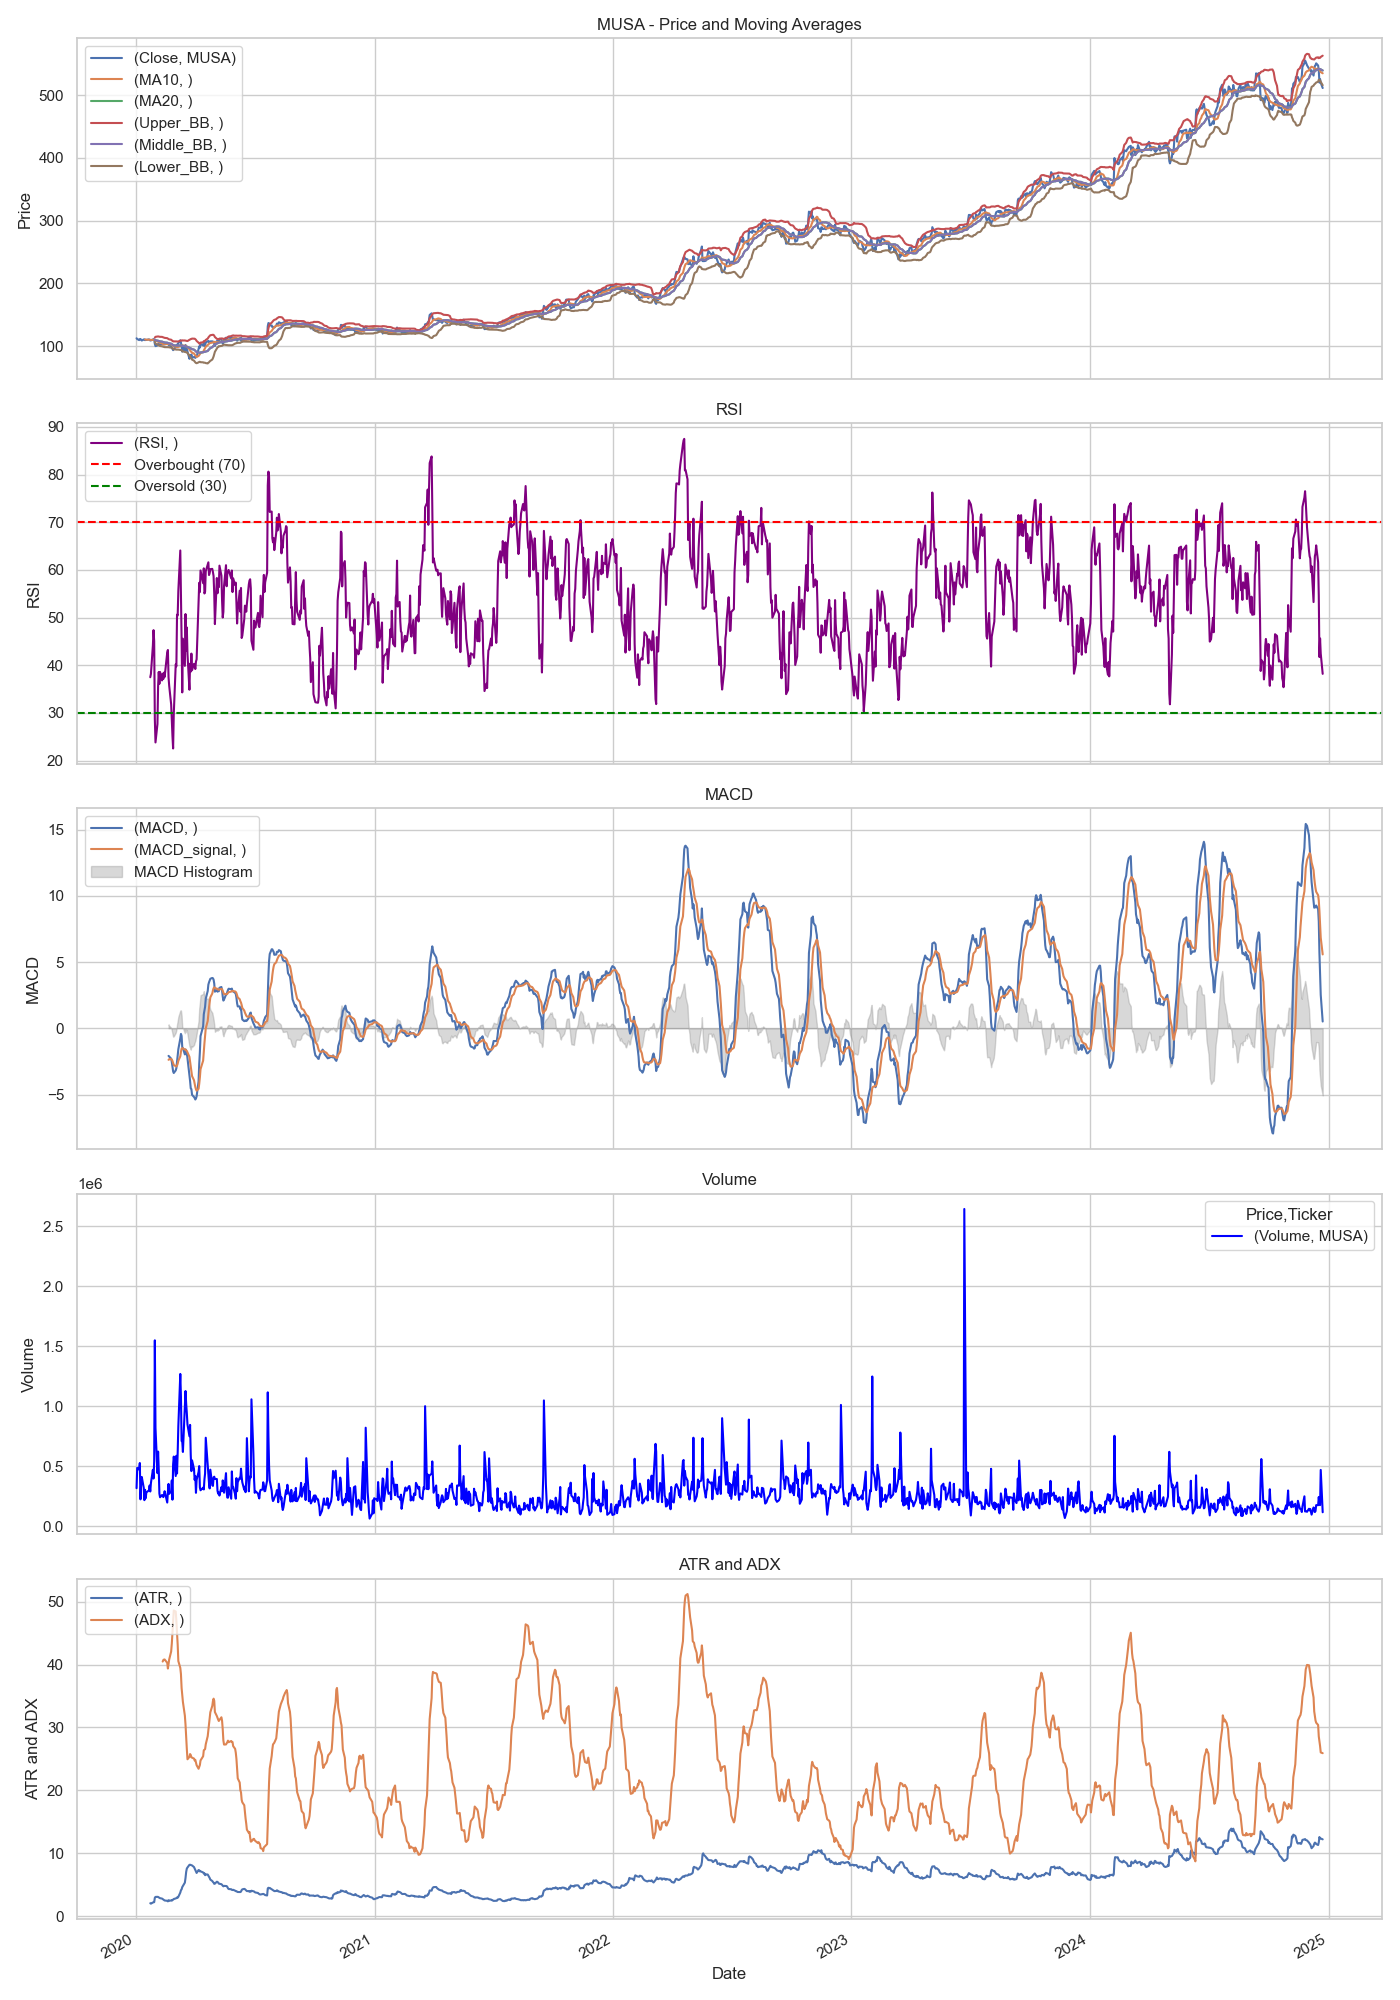 MUSA - Price and Moving Averages
(Close, MUSA)
(MA10, )
(MA20, )
(Upper_BB, )
(Middle_BB, )
(Lower_BB, )
500
400
300
200
100
Price
RSI
(RSI, )
Overbought (70)
Oversold (30)
90
80
70
60
50
40
30
20
RSI
MACD
(MACD, )
(MACD_signal, )
MACD Histogram
15
10
5
0
−5
MACD
Volume
1e6
Price,Ticker
(Volume, MUSA)
2.5
2.0
1.5
1.0
0.5
0.0
Volume
ATR and ADX
(ATR, )
(ADX, )
50
40
30
20
10
0
ATR and ADX
2020
2021
2022
2023
2024
2025
Date